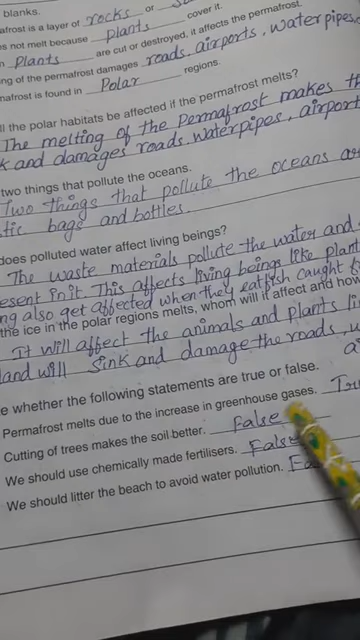 blanks.
afrost is a layer of rocks or
s not melt because plants cover it.
Plants are cut or destroyed, it affects the permafrost.
ng of the permafrost damages roads, airports, waterpipes
afrost is found in Polar regions.
ll the polar habitats be affected if the permafrost melts?
The melting of the permafrost makes th
k and damages roads, waterpipes, airport
two things that pollute the oceans.
Two things that pollute the oceans a
tic bags and bottles.
does polluted water affect living beings?
The waste materials pollute the water and
esent in it. This affects living beings like plant
ng also get affected when they eat fish caught f
the ice in the polar regions melts, whom will it affect and how
It will affect the animals and plants li
land will sink and damage the roads,
e whether the following statements are true or false.
Permafrost melts due to the increase in greenhouse gases. Tru
Cutting of trees makes the soil better. False
We should use chemically made fertilisers. False
We should litter the beach to avoid water pollution. Fa